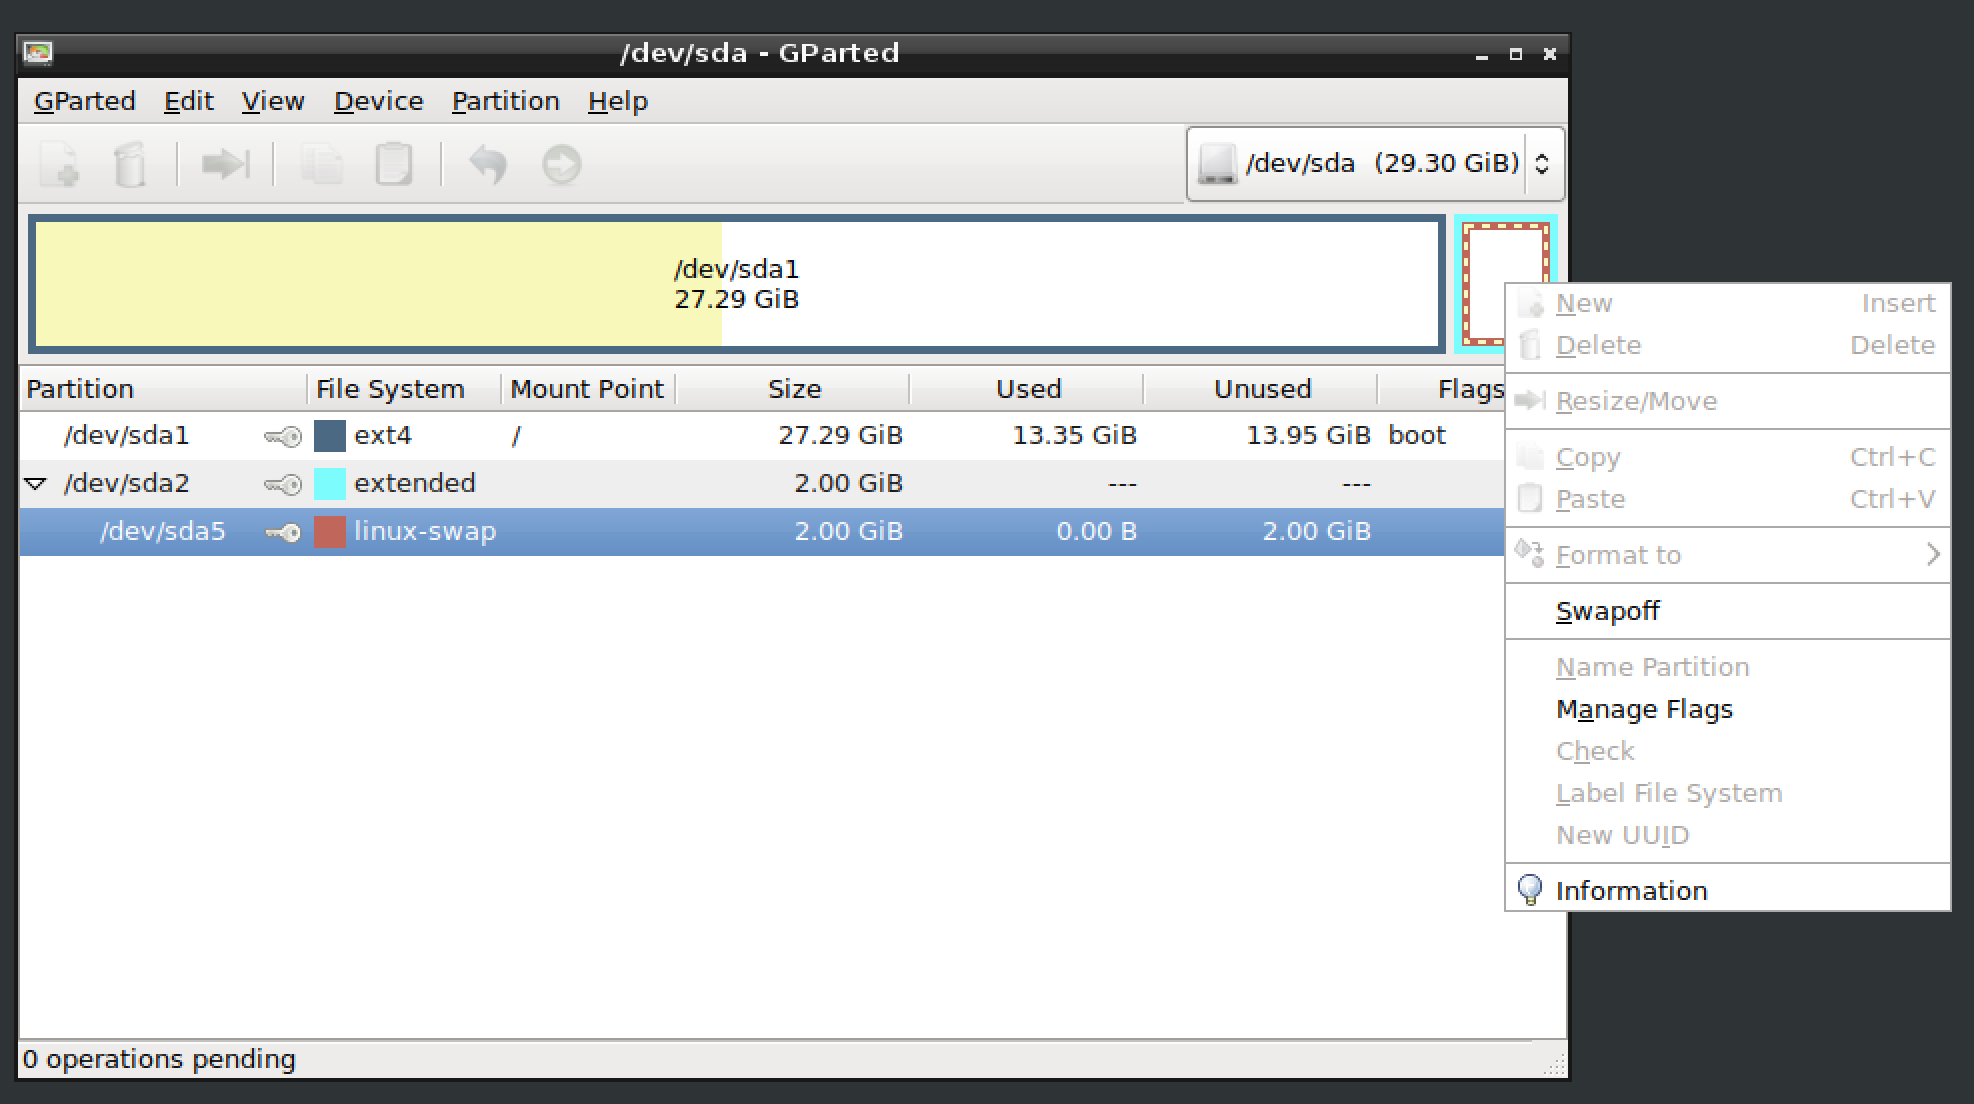 /dev/sda - GParted
GParted Edit View Device Partition Help
/dev/sda (29.30 GiB)
/dev/sda1
27.29 GiB
Partition File System Mount Point Size Used Unused Flags
/dev/sda1 ext4 / 27.29 GiB 13.35 GiB 13.95 GiB boot
/dev/sda2 extended 2.00 GiB --- ---
/dev/sda5 linux-swap 2.00 GiB 0.00 B 2.00 GiB
New Insert
Delete Delete
Resize/Move
Copy Ctrl+C
Paste Ctrl+V
Format to
Swapoff
Name Partition
Manage Flags
Check
Label File System
New UUID
Information
0 operations pending